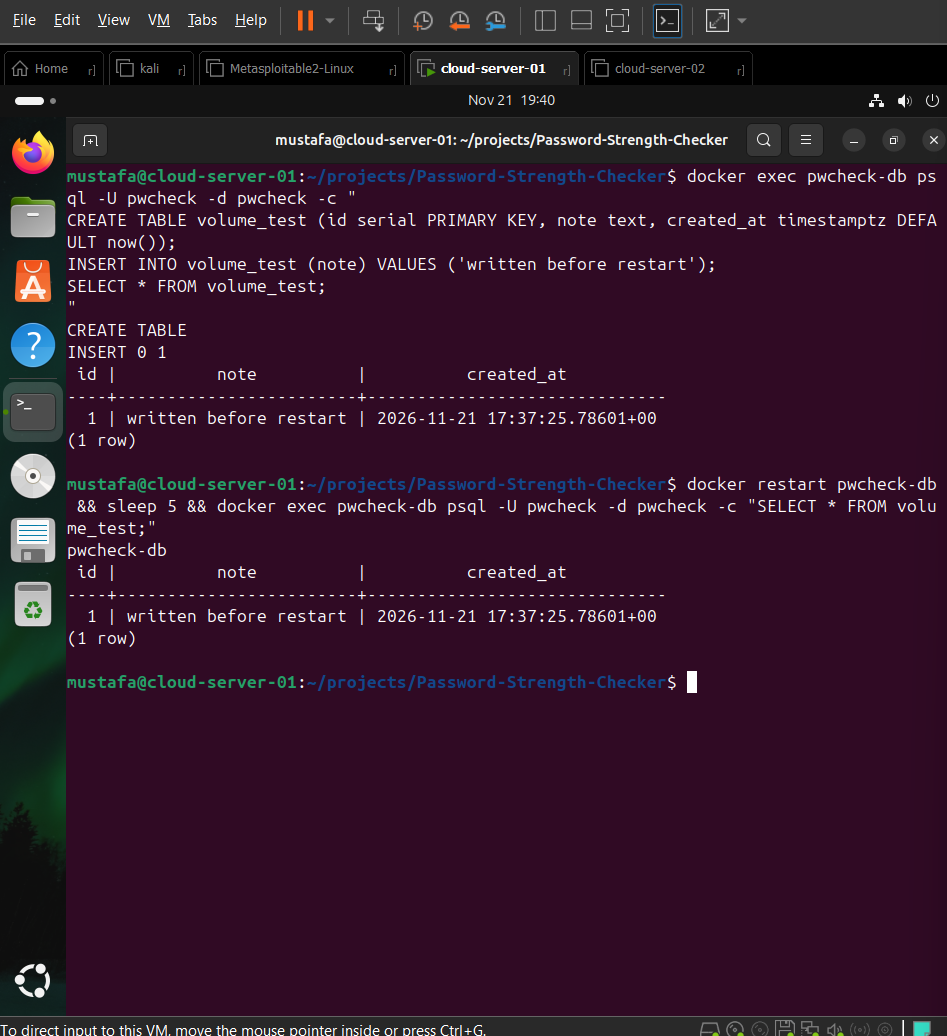 File Edit View VM Tabs Help
Home kali Metasploitable2-Linux cloud-server-01 cloud-server-02
Nov 21 19:40
mustafa@cloud-server-01: ~/projects/Password-Strength-Checker
mustafa@cloud-server-01:~/projects/Password-Strength-Checker$ docker exec pwcheck-db ps
ql -U pwcheck -d pwcheck -c "
CREATE TABLE volume_test (id serial PRIMARY KEY, note text, created_at timestamptz DEFA
ULT now());
INSERT INTO volume_test (note) VALUES ('written before restart');
SELECT * FROM volume_test;
"
CREATE TABLE
INSERT 0 1
 id |          note          |          created_at
----+------------------------+------------------------------
  1 | written before restart | 2026-11-21 17:37:25.78601+00
(1 row)
mustafa@cloud-server-01:~/projects/Password-Strength-Checker$ docker restart pwcheck-db
 && sleep 5 && docker exec pwcheck-db psql -U pwcheck -d pwcheck -c "SELECT * FROM volu
me_test;"
pwcheck-db
 id |          note          |          created_at
----+------------------------+------------------------------
  1 | written before restart | 2026-11-21 17:37:25.78601+00
(1 row)
mustafa@cloud-server-01:~/projects/Password-Strength-Checker$
To direct input to this VM, move the mouse pointer inside or press Ctrl+G.